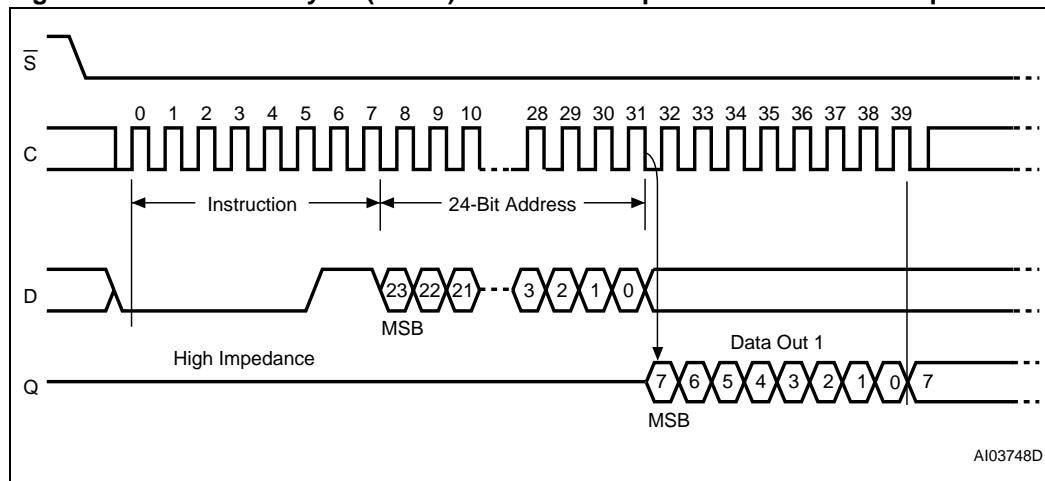 S
0 1 2 3 4 5 6 7 8 9 10 28 29 30 31 32 33 34 35 36 37 38 39
C
Instruction 24-Bit Address
D 23 22 21 3 2 1 0
MSB
High Impedance Data Out 1
Q 7 6 5 4 3 2 1 0 7
MSB
AI03748D